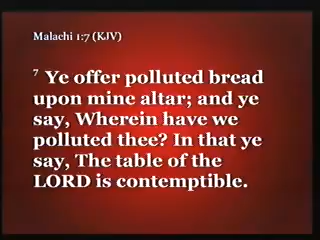 Malachi 1:7 (KJV)
7 Ye offer polluted bread
upon mine altar; and ye
say, Wherein have we
polluted thee? In that ye
say, The table of the
LORD is contemptible.